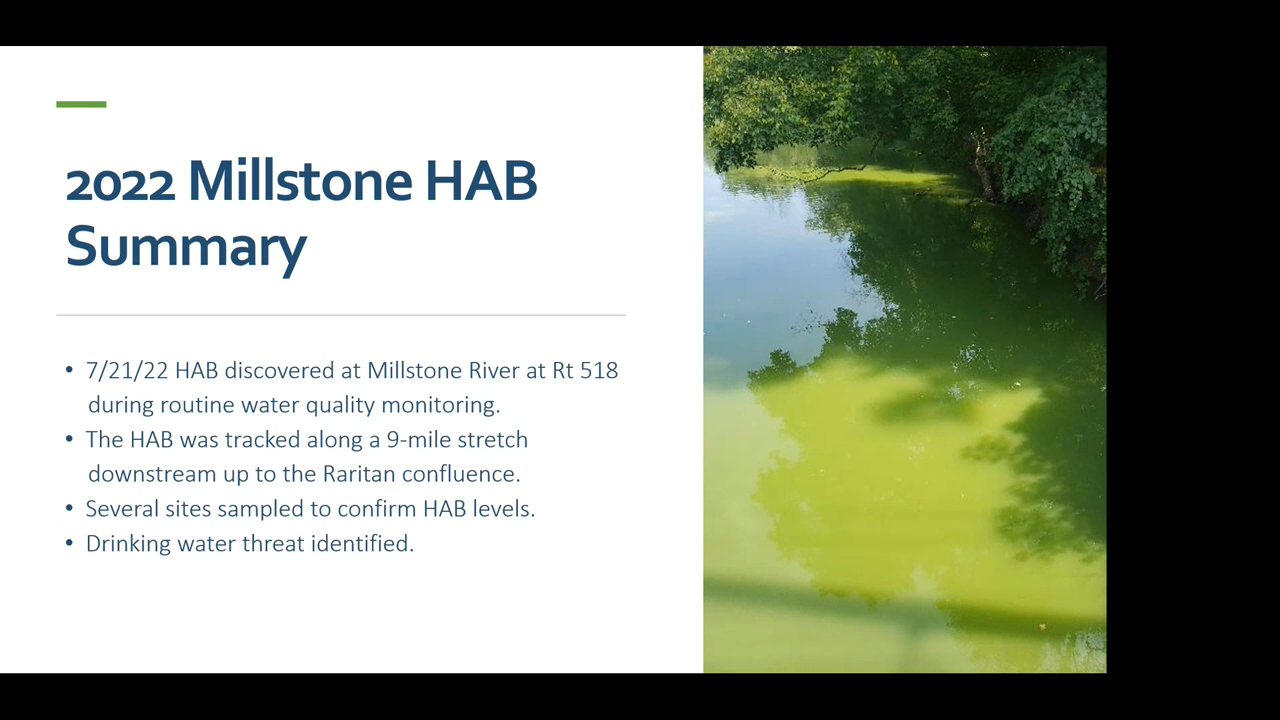 2022 Millstone HAB
Summary
• 7/21/22 HAB discovered at Millstone River at Rt 518
during routine water quality monitoring.
• The HAB was tracked along a 9-mile stretch
downstream up to the Raritan confluence.
• Several sites sampled to confirm HAB levels.
• Drinking water threat identified.